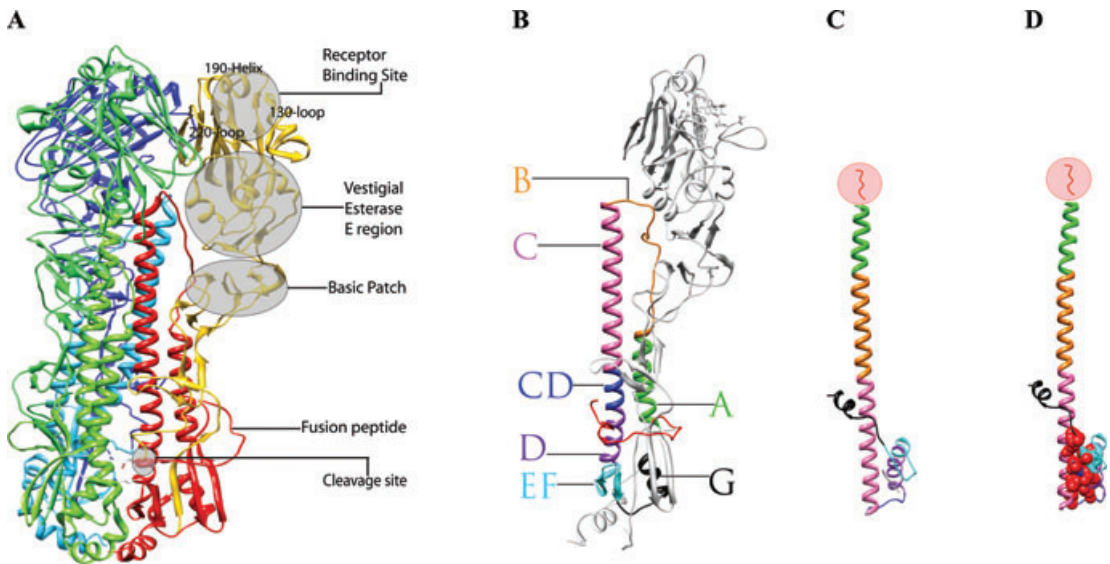 A
B
C
D
190-Helix
130-loop
220-loop
Receptor
Binding Site
Vestigial
Esterase
E region
Basic Patch
Fusion peptide
Cleavage site
B
C
CD
A
D
EF
G